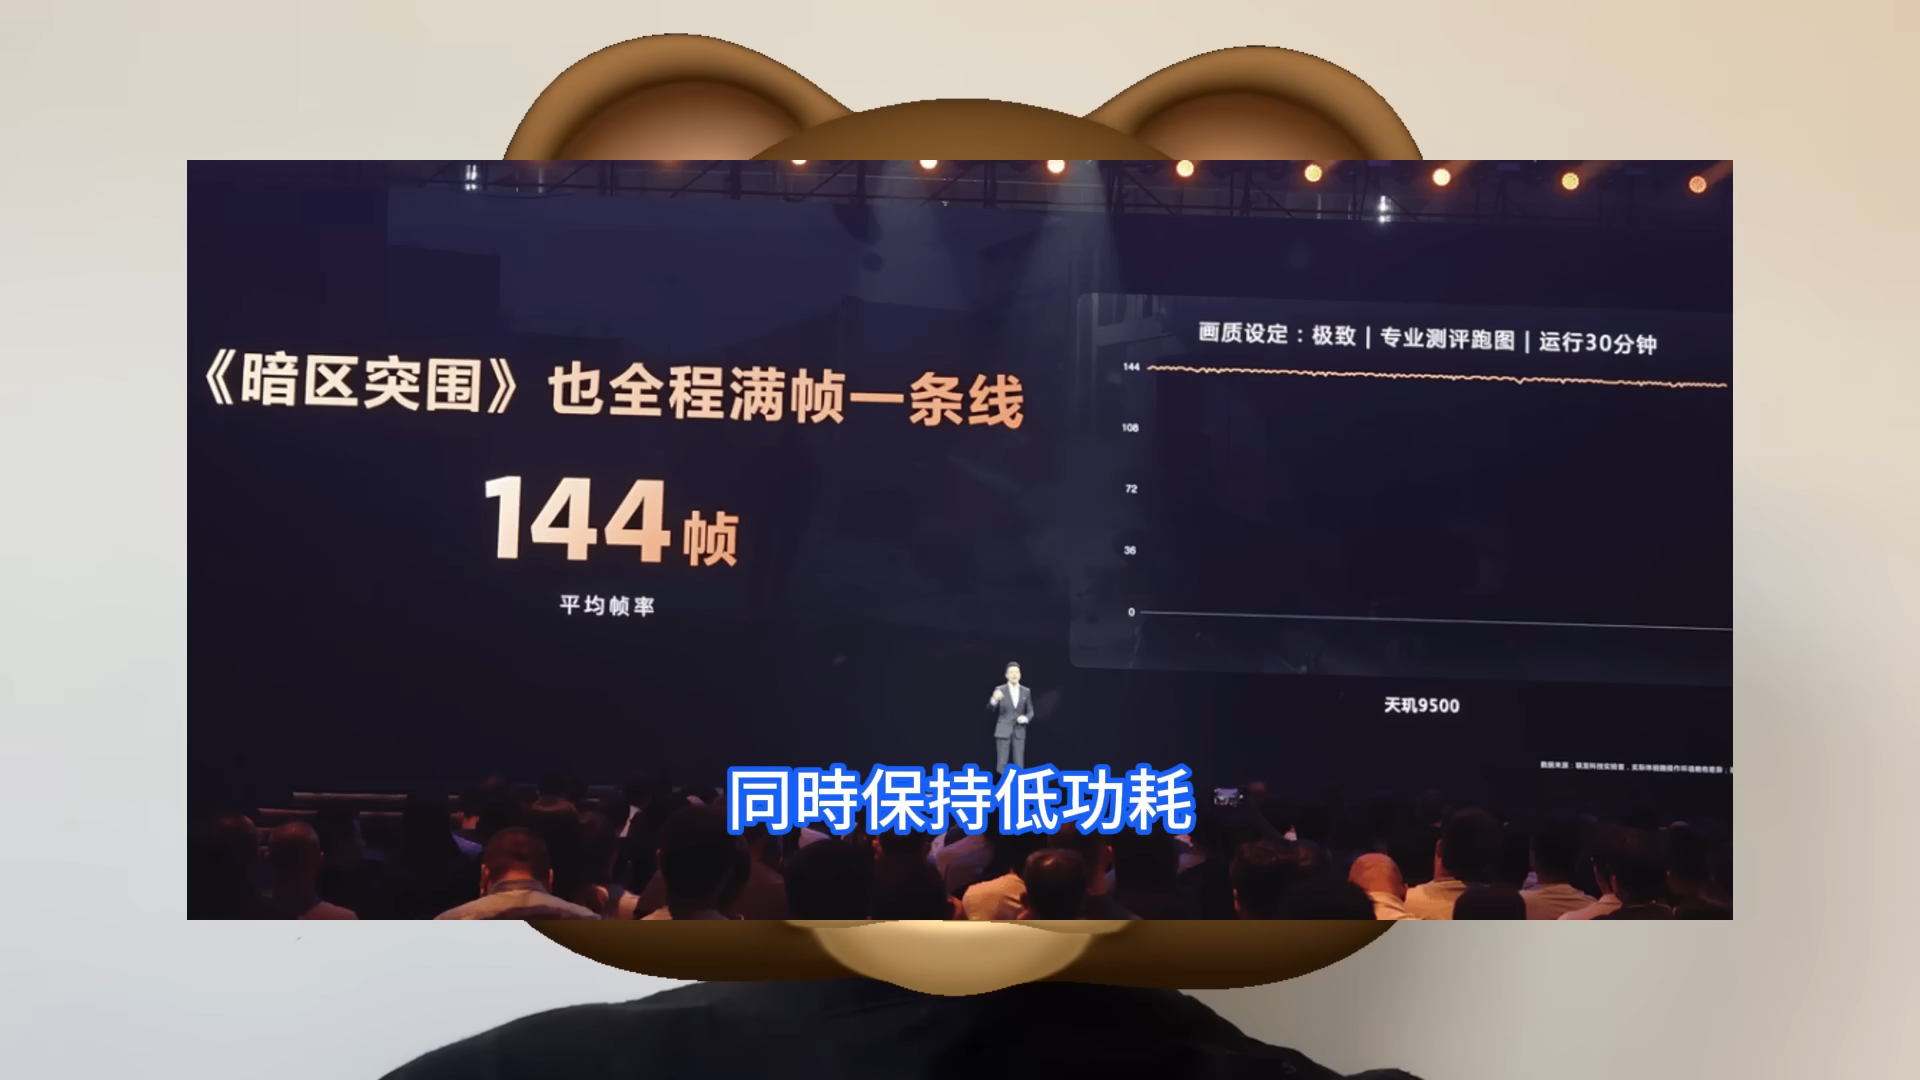 《暗区突围》也全程满帧一条线
144帧
平均帧率
画质设定：极致 | 专业测评跑图 | 运行30分钟
144
108
72
36
0
天玑9500
同時保持低功耗